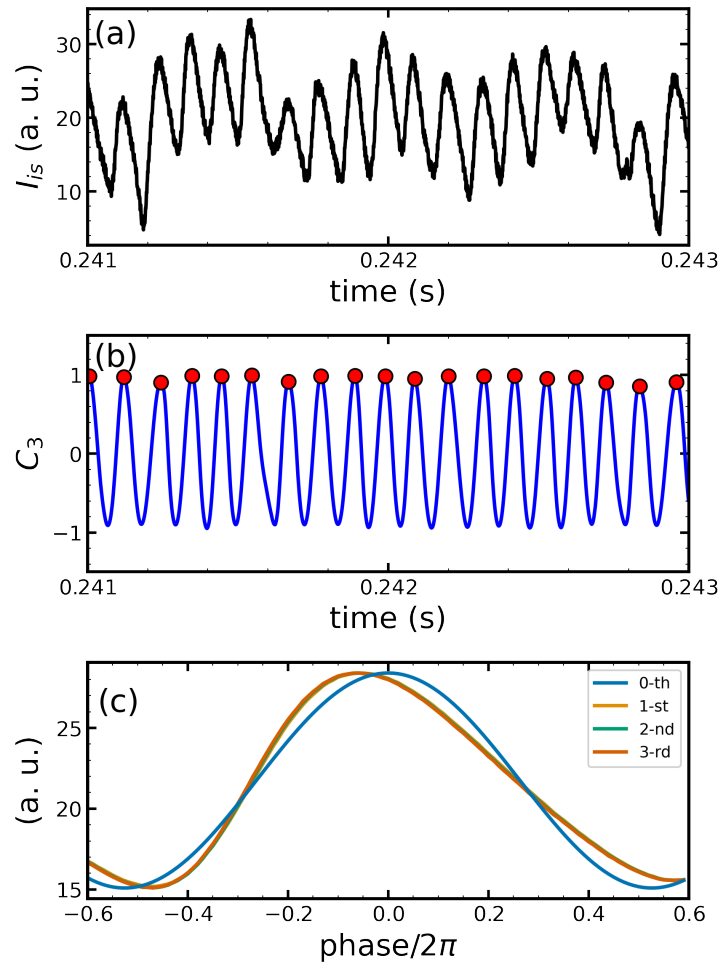 (a)
30
20
10
I_is (a. u.)
0.241 0.242 0.243
time (s)
(b)
1
0
−1
C_3
0.241 0.242 0.243
time (s)
(c)
25
20
15
(a. u.)
0-th
1-st
2-nd
3-rd
−0.6 −0.4 −0.2 0.0 0.2 0.4 0.6
phase/2π